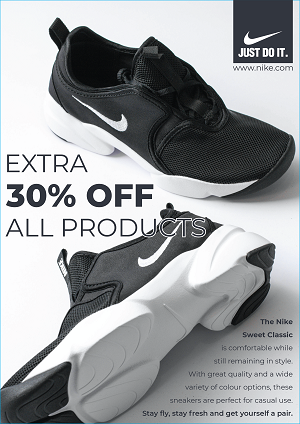 JUST DO IT.
www.nike.com
EXTRA
30% OFF
ALL PRODUCTS
The Nike
Sweet Classic
is comfortable while
still remaining in style.
With great quality and a wide
variety of colour options, these
sneakers are perfect for casual use.
Stay fly, stay fresh and get yourself a pair.